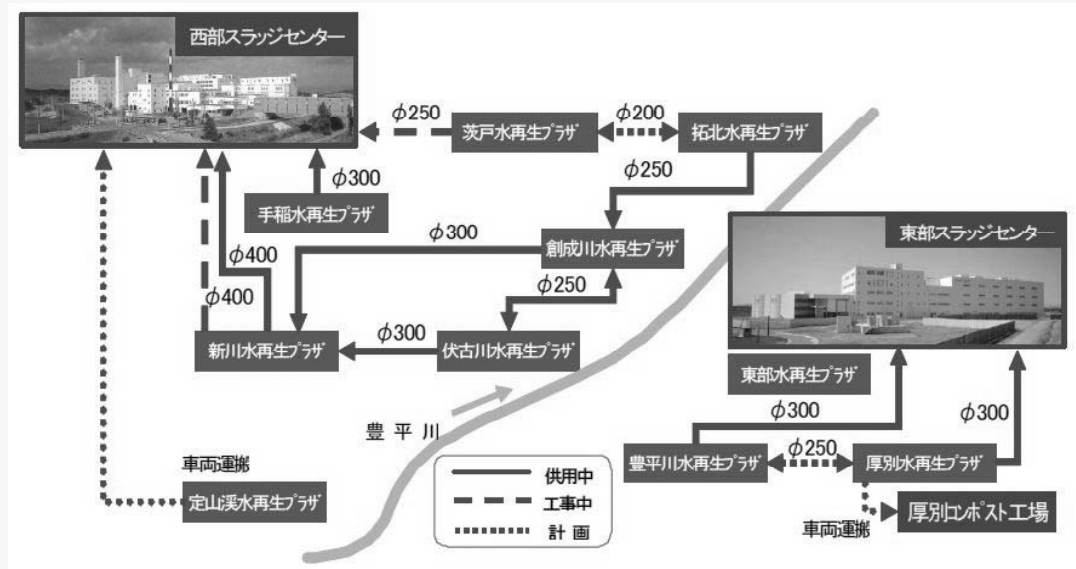 西部スラッジセンター
φ250
茨戸水再生プラザ
φ200
拓北水再生プラザ
φ250
φ300
手稲水再生プラザ
φ300
創成川水再生プラザ
東部スラッジセンター
φ400
φ400
φ250
新川水再生プラザ
φ300
伏古川水再生プラザ
東部水再生プラザ
豊平川
φ300
φ300
豊平川水再生プラザ
φ250
厚別水再生プラザ
車両運搬
定山渓水再生プラザ
供用中
工事中
計画
車両運搬
厚別コンポスト工場